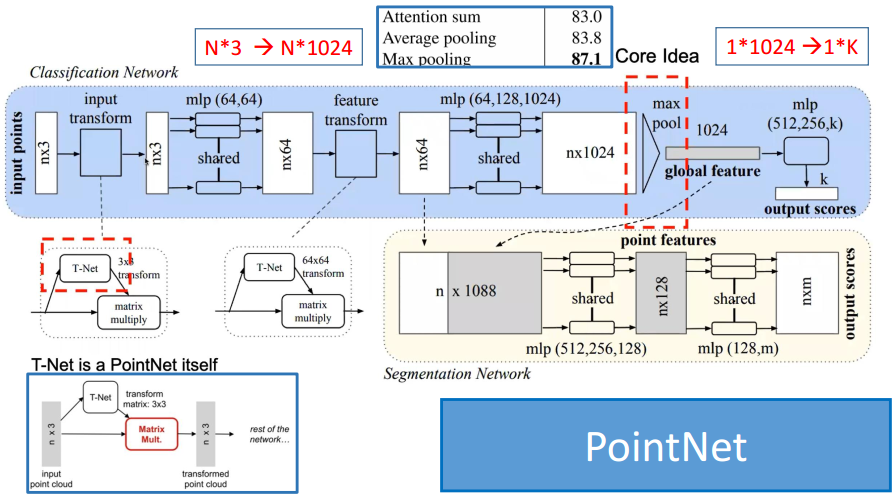 Attention sum 83.0
Average pooling 83.8
Max pooling 87.1
N*3 → N*1024
Core Idea
1*1024→1*K
Classification Network
input points
nx3
input
transform
nx3
mlp (64,64)
shared
nx64
feature
transform
nx64
mlp (64,128,1024)
shared
nx1024
max
pool
1024
global feature
mlp
(512,256,k)
k
output scores
T-Net
3x3
transform
matrix
multiply
T-Net
64x64
transform
matrix
multiply
point features
n x 1088
shared
mlp (512,256,128)
nx128
shared
mlp (128,m)
nxm
output scores
Segmentation Network
T-Net is a PointNet itself
n x 3
input
point cloud
T-Net
transform
matrix: 3x3
Matrix
Mult.
n x 3
transformed
point cloud
rest of the
network…
PointNet